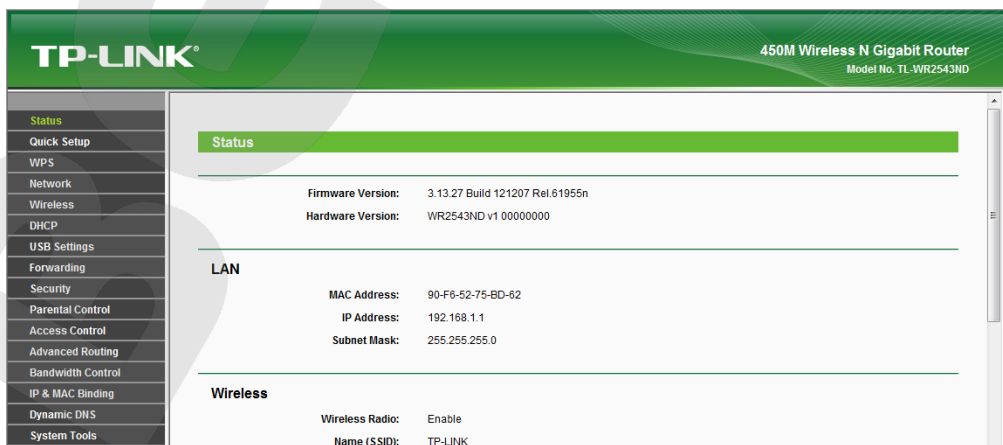 TP-LINK®
450M Wireless N Gigabit Router
Model No. TL-WR2543ND
Status
Quick Setup
WPS
Network
Wireless
DHCP
USB Settings
Forwarding
Security
Parental Control
Access Control
Advanced Routing
Bandwidth Control
IP & MAC Binding
Dynamic DNS
System Tools
Status
Firmware Version: 3.13.27 Build 121207 Rel.61955n
Hardware Version: WR2543ND v1 00000000
LAN
MAC Address: 90-F6-52-75-BD-62
IP Address: 192.168.1.1
Subnet Mask: 255.255.255.0
Wireless
Wireless Radio: Enable
Name (SSID): TP-LINK